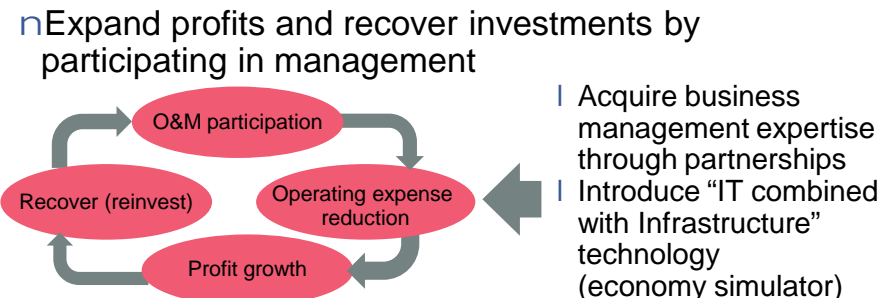 nExpand profits and recover investments by
participating in management
O&M participation
Recover (reinvest)
Operating expense
reduction
Profit growth
l Acquire business
management expertise
through partnerships
l Introduce “IT combined
with Infrastructure”
technology
(economy simulator)